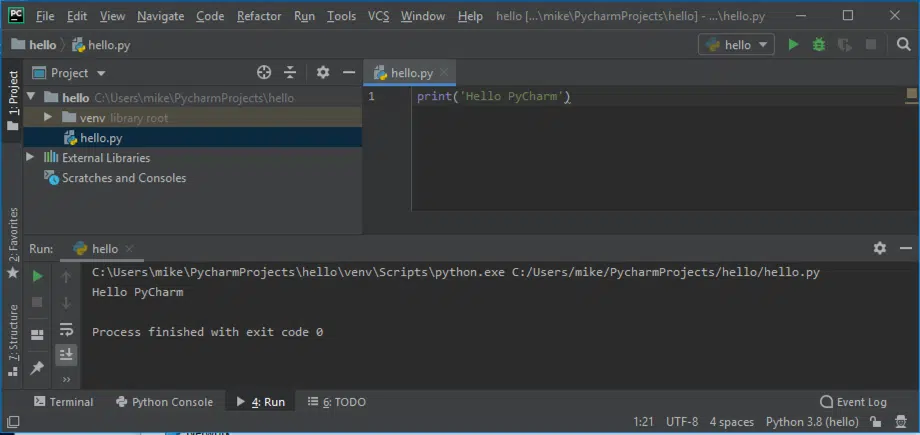 PC File Edit View Navigate Code Refactor Run Tools VCS Window Help hello [...\mike\PycharmProjects\hello] - ...\hello.py
hello hello.py hello
1: Project
Project
hello C:\Users\mike\PycharmProjects\hello
venv library root
hello.py
External Libraries
Scratches and Consoles
hello.py
1 print('Hello PyCharm')
2: Favorites
7: Structure
Run: hello
C:\Users\mike\PycharmProjects\hello\venv\Scripts\python.exe C:/Users/mike/PycharmProjects/hello/hello.py
Hello PyCharm
Process finished with exit code 0
Terminal Python Console 4: Run 6: TODO Event Log
1:21 UTF-8 4 spaces Python 3.8 (hello)